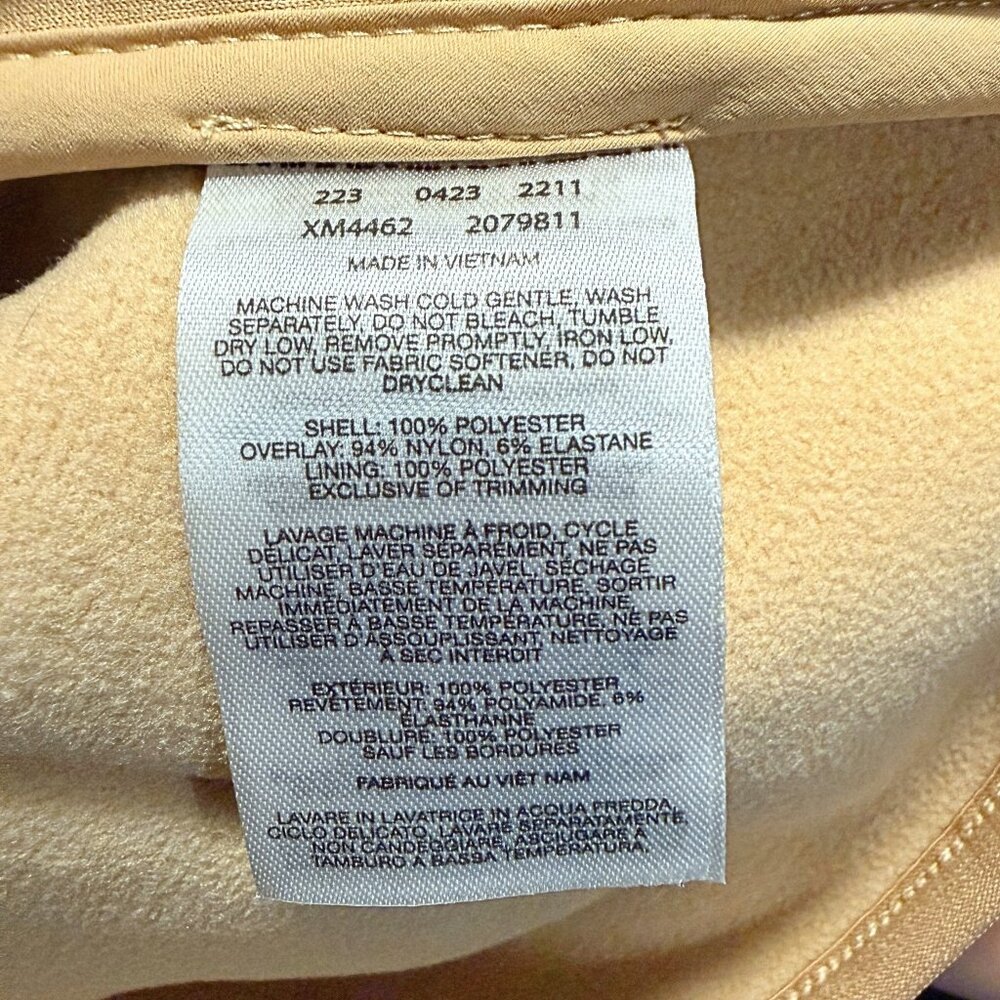 223 0423 2211
XM4462 2079811
MADE IN VIETNAM
MACHINE WASH COLD GENTLE, WASH
SEPARATELY, DO NOT BLEACH, TUMBLE
DRY LOW, REMOVE PROMPTLY, IRON LOW,
DO NOT USE FABRIC SOFTENER, DO NOT
DRYCLEAN
SHELL: 100% POLYESTER
OVERLAY: 94% NYLON, 6% ELASTANE
LINING: 100% POLYESTER
EXCLUSIVE OF TRIMMING
LAVAGE MACHINE À FROID, CYCLE
DÉLICAT, LAVER SÉPARÉMENT, NE PAS
UTILISER D'EAU DE JAVEL, SÉCHAGE
MACHINE, BASSE TEMPÉRATURE, SORTIR
IMMÉDIATEMENT DE LA MACHINE,
REPASSER À BASSE TEMPÉRATURE, NE PAS
UTILISER D'ASSOUPLISSANT, NETTOYAGE
À SEC INTERDIT
EXTÉRIEUR: 100% POLYESTER
REVÊTEMENT: 94% POLYAMIDE, 6%
ÉLASTHANNE
DOUBLURE: 100% POLYESTER
SAUF LES BORDURES
FABRIQUÉ AU VIÊT NAM
LAVARE IN LAVATRICE IN ACQUA FREDDA,
CICLO DELICATO, LAVARE SEPARATAMENTE,
NON CANDEGGIARE, ASCIUGARE A
TAMBURO A BASSA TEMPERATURA,